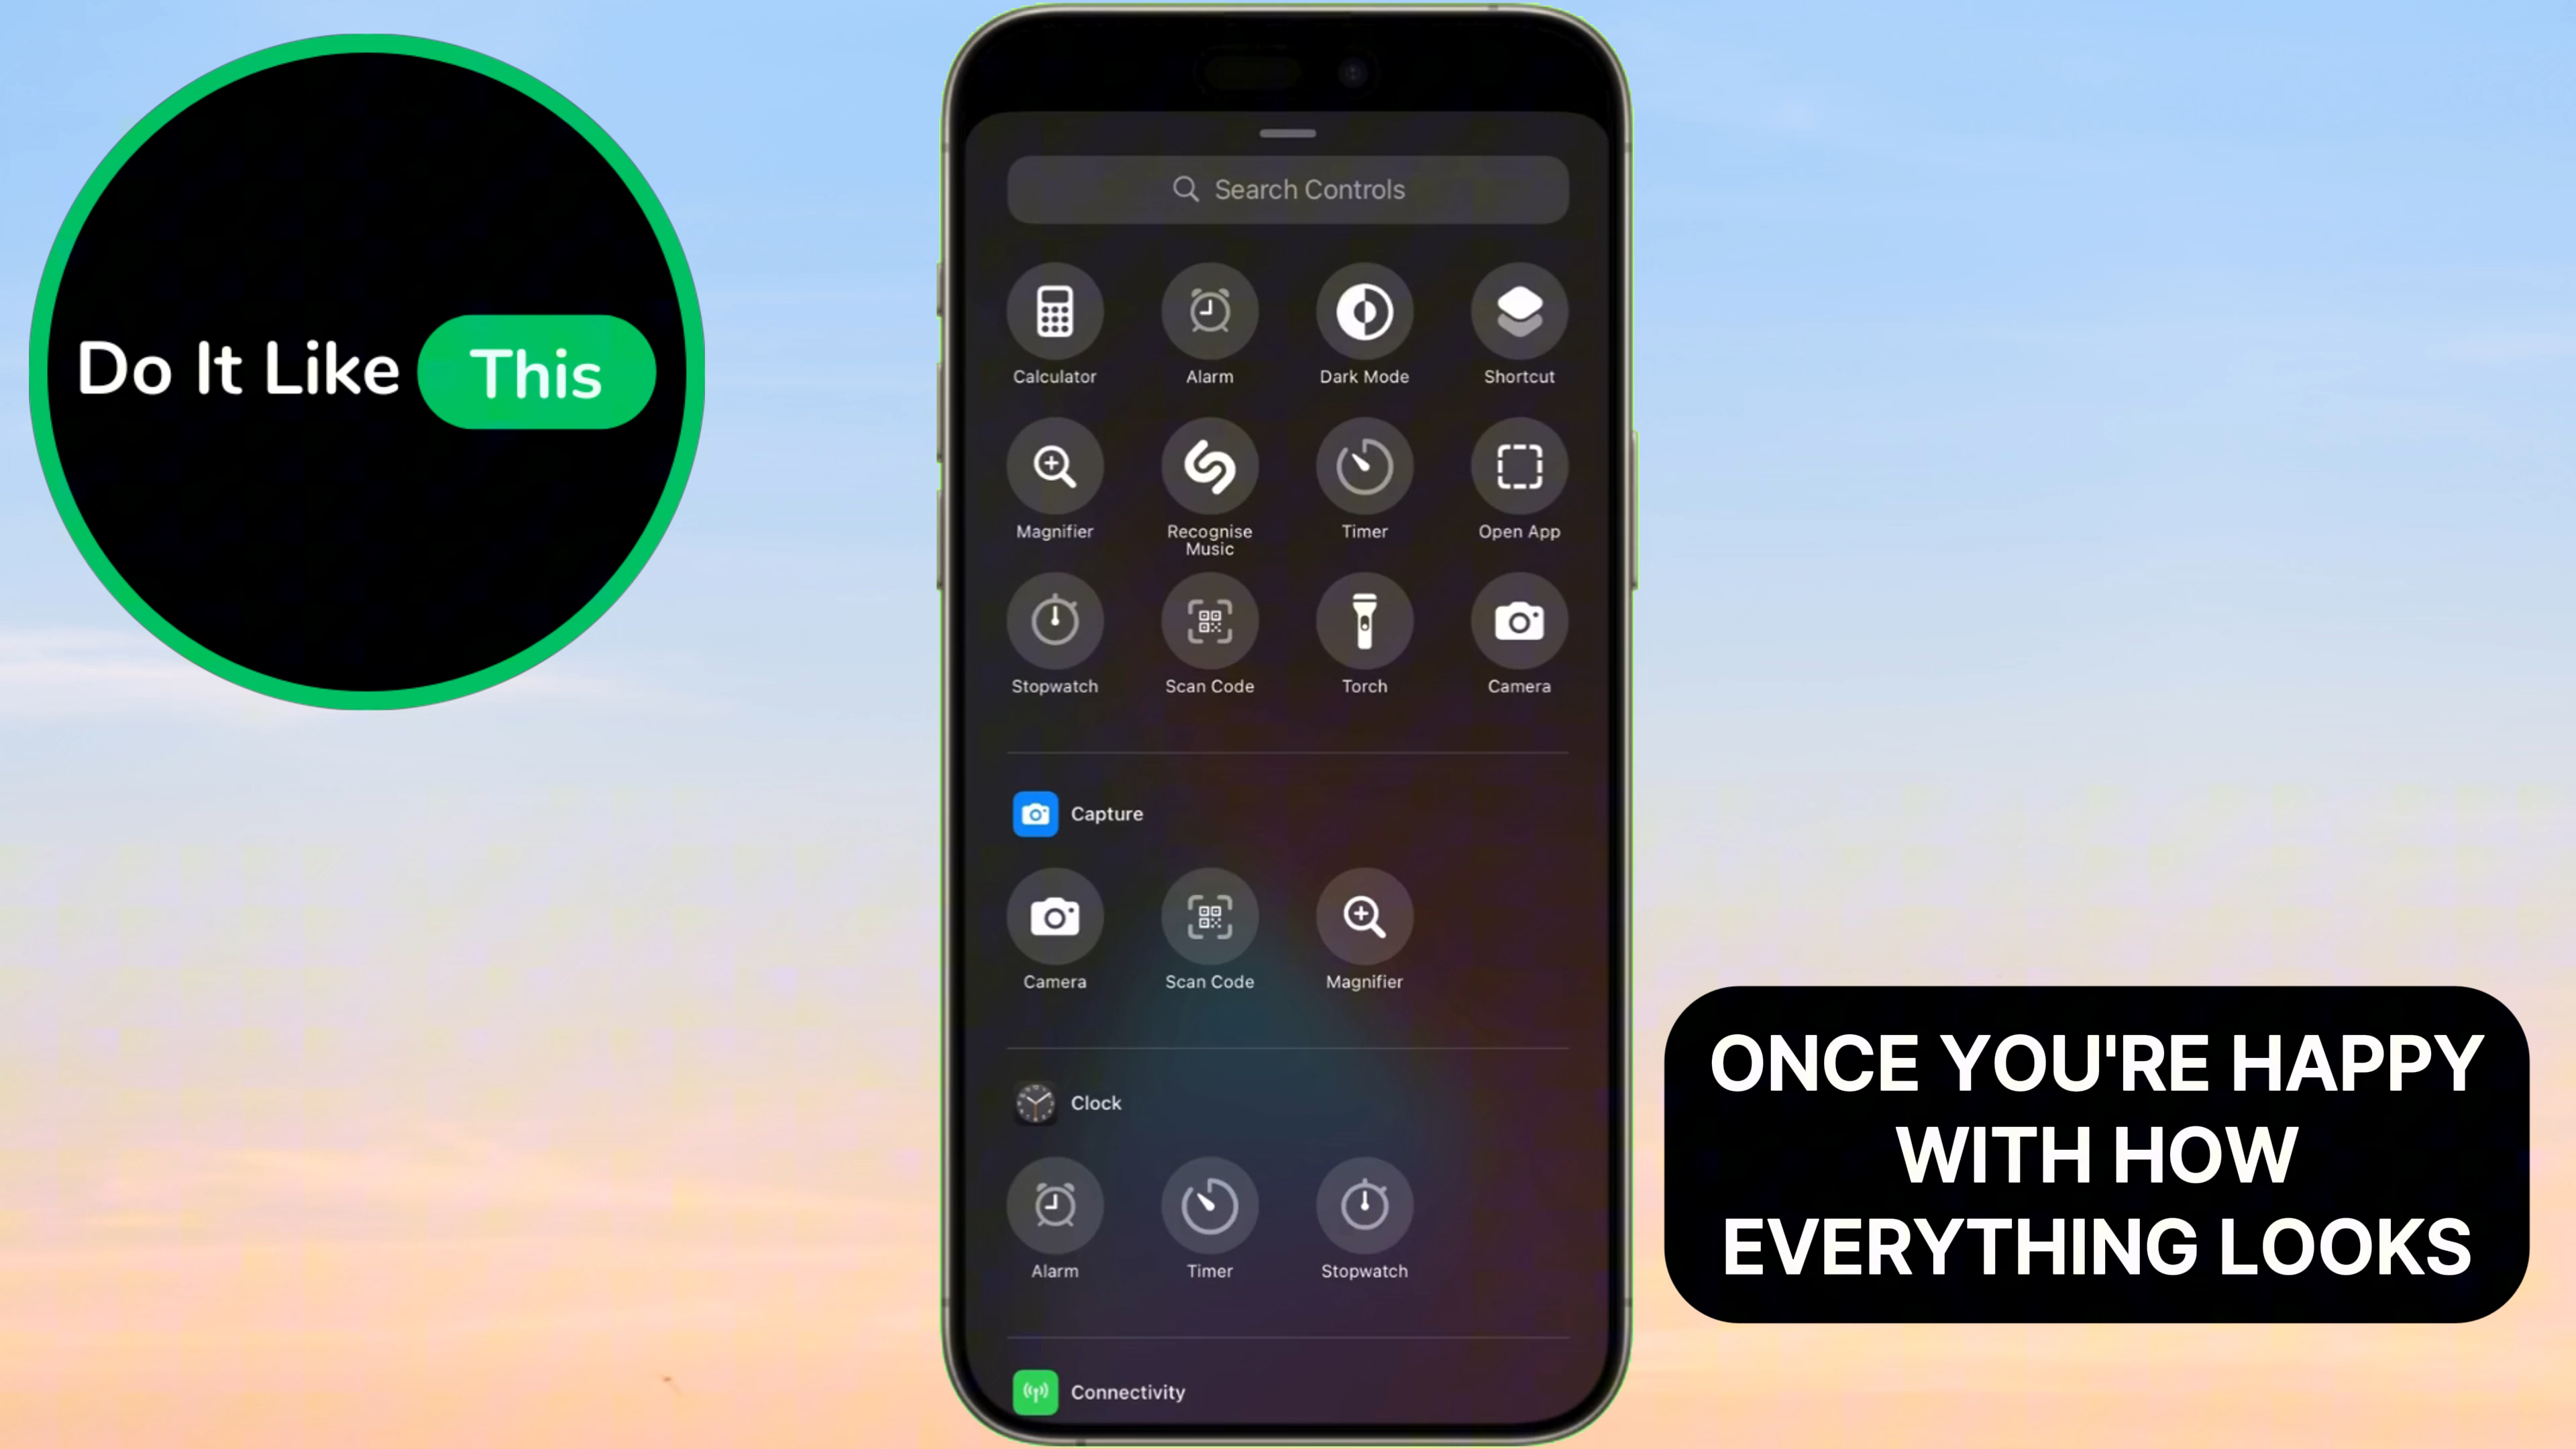 Do It Like This
Search Controls
Calculator Alarm Dark Mode Shortcut
Magnifier Recognise Music Timer Open App
Stopwatch Scan Code Torch Camera
Capture
Camera Scan Code Magnifier
Clock
Alarm Timer Stopwatch
Connectivity
ONCE YOU'RE HAPPY
WITH HOW
EVERYTHING LOOKS